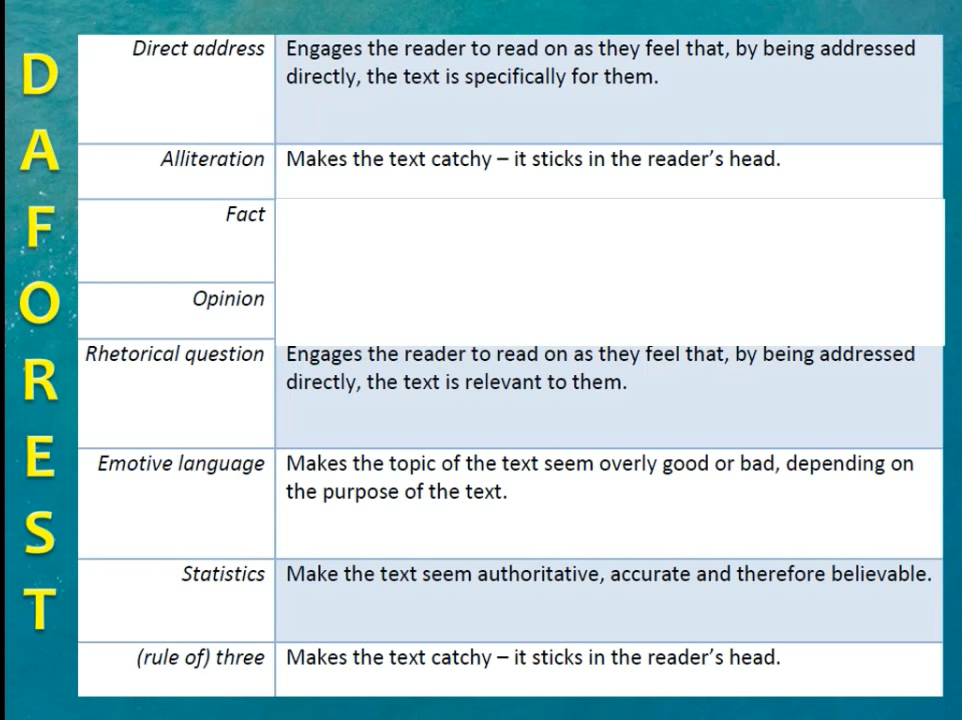 D
A
F
O
R
E
S
T
Direct address
Engages the reader to read on as they feel that, by being addressed
directly, the text is specifically for them.
Alliteration
Makes the text catchy – it sticks in the reader's head.
Fact
Opinion
Rhetorical question
Engages the reader to read on as they feel that, by being addressed
directly, the text is relevant to them.
Emotive language
Makes the topic of the text seem overly good or bad, depending on
the purpose of the text.
Statistics
Make the text seem authoritative, accurate and therefore believable.
(rule of) three
Makes the text catchy – it sticks in the reader's head.